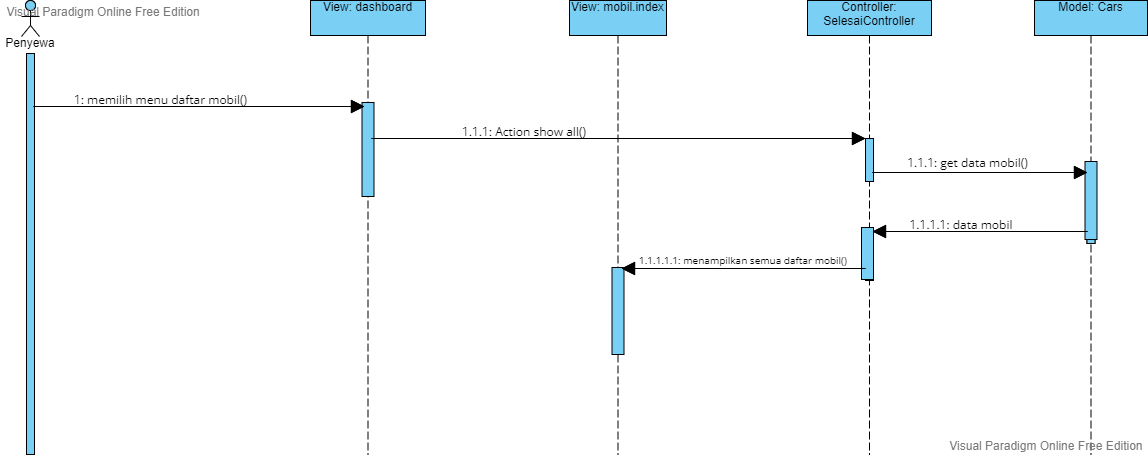 Visual Paradigm Online Free Edition
Penyewa
View: dashboard
View: mobil.index
Controller:
SelesaiController
Model: Cars
1: memilih menu daftar mobil()
1.1.1: Action show all()
1.1.1: get data mobil()
1.1.1.1: data mobil
1.1.1.1.1: menampilkan semua daftar mobil()
Visual Paradigm Online Free Edition